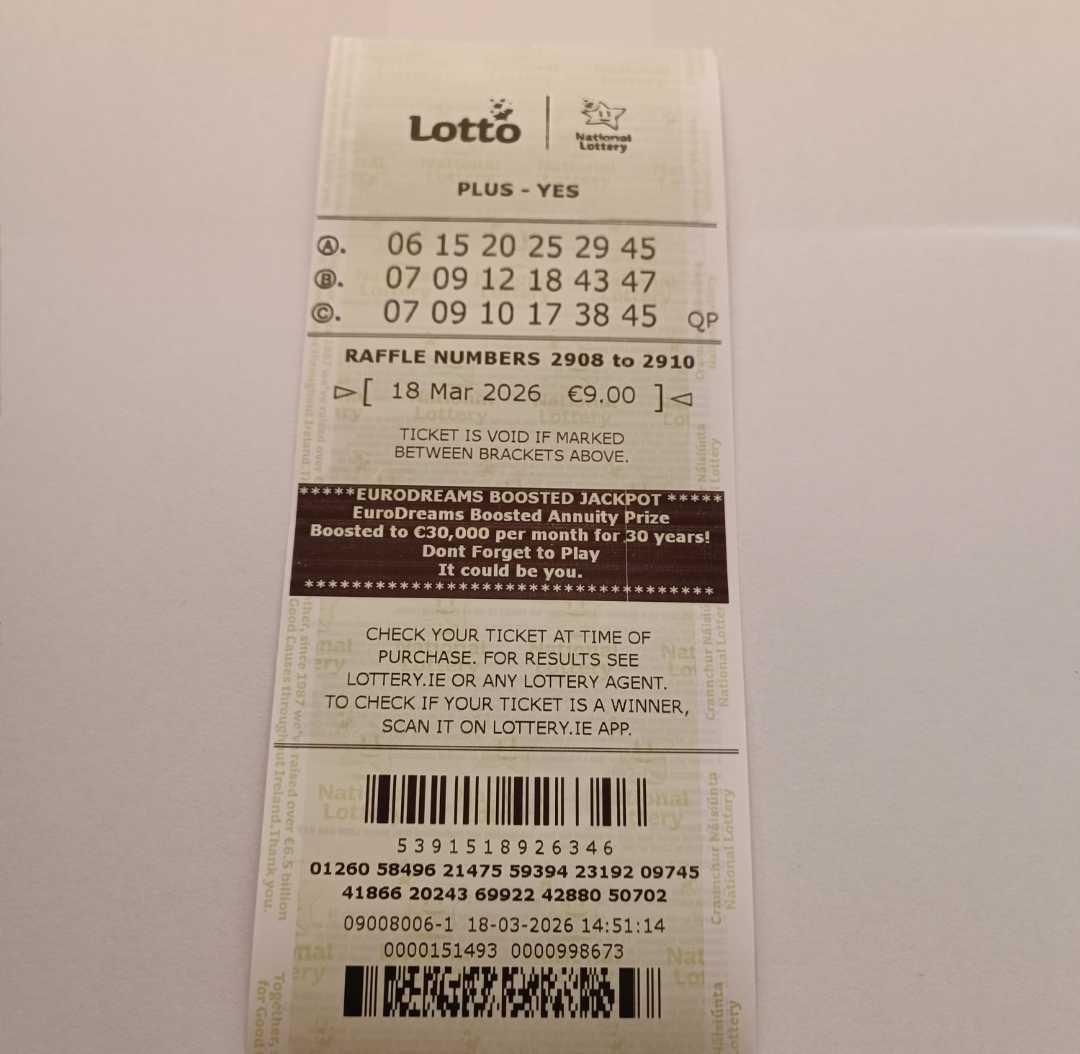 Lotto
National
Lottery
PLUS - YES
Ⓐ. 06 15 20 25 29 45
Ⓑ. 07 09 12 18 43 47
Ⓒ. 07 09 10 17 38 45 QP
RAFFLE NUMBERS 2908 to 2910
[ 18 Mar 2026 €9.00 ]
TICKET IS VOID IF MARKED
BETWEEN BRACKETS ABOVE.
*****EURODREAMS BOOSTED JACKPOT *****
EuroDreams Boosted Annuity Prize
Boosted to €30,000 per month for 30 years!
Dont Forget to Play
It could be you.
CHECK YOUR TICKET AT TIME OF
PURCHASE. FOR RESULTS SEE
LOTTERY.IE OR ANY LOTTERY AGENT.
TO CHECK IF YOUR TICKET IS A WINNER,
SCAN IT ON LOTTERY.IE APP.
5391518926346
01260 58496 21475 59394 23192 09745
41866 20243 69922 42880 50702
09008006-1 18-03-2026 14:51:14
0000151493 0000998673
Crannchur Náisiúnta
National Lottery